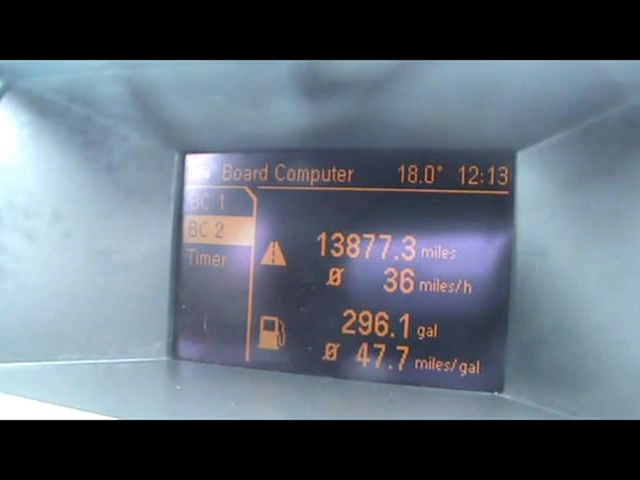 Board Computer 18.0° 12:13
BC 1
BC 2
Timer
13877.3 miles
Ø 36 miles/h
296.1 gal
Ø 47.7 miles/gal